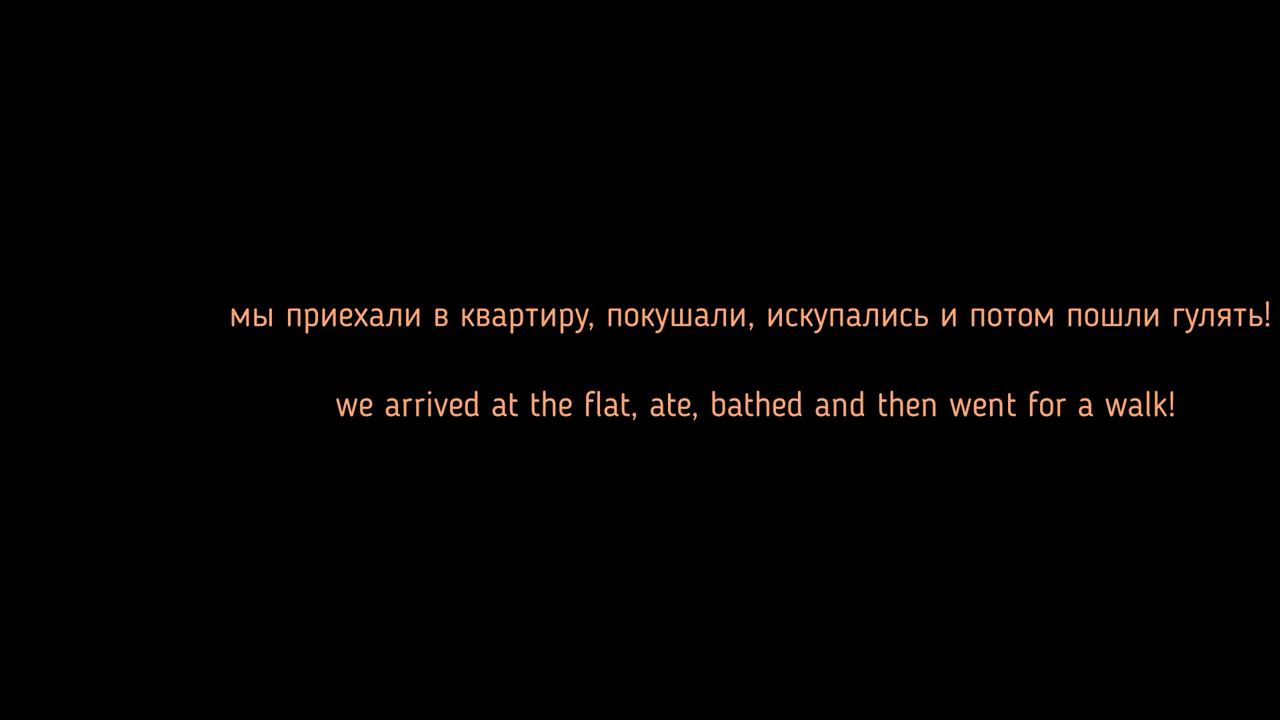 мы приехали в квартиру, покушали, искупались и потом пошли гулять!
we arrived at the flat, ate, bathed and then went for a walk!